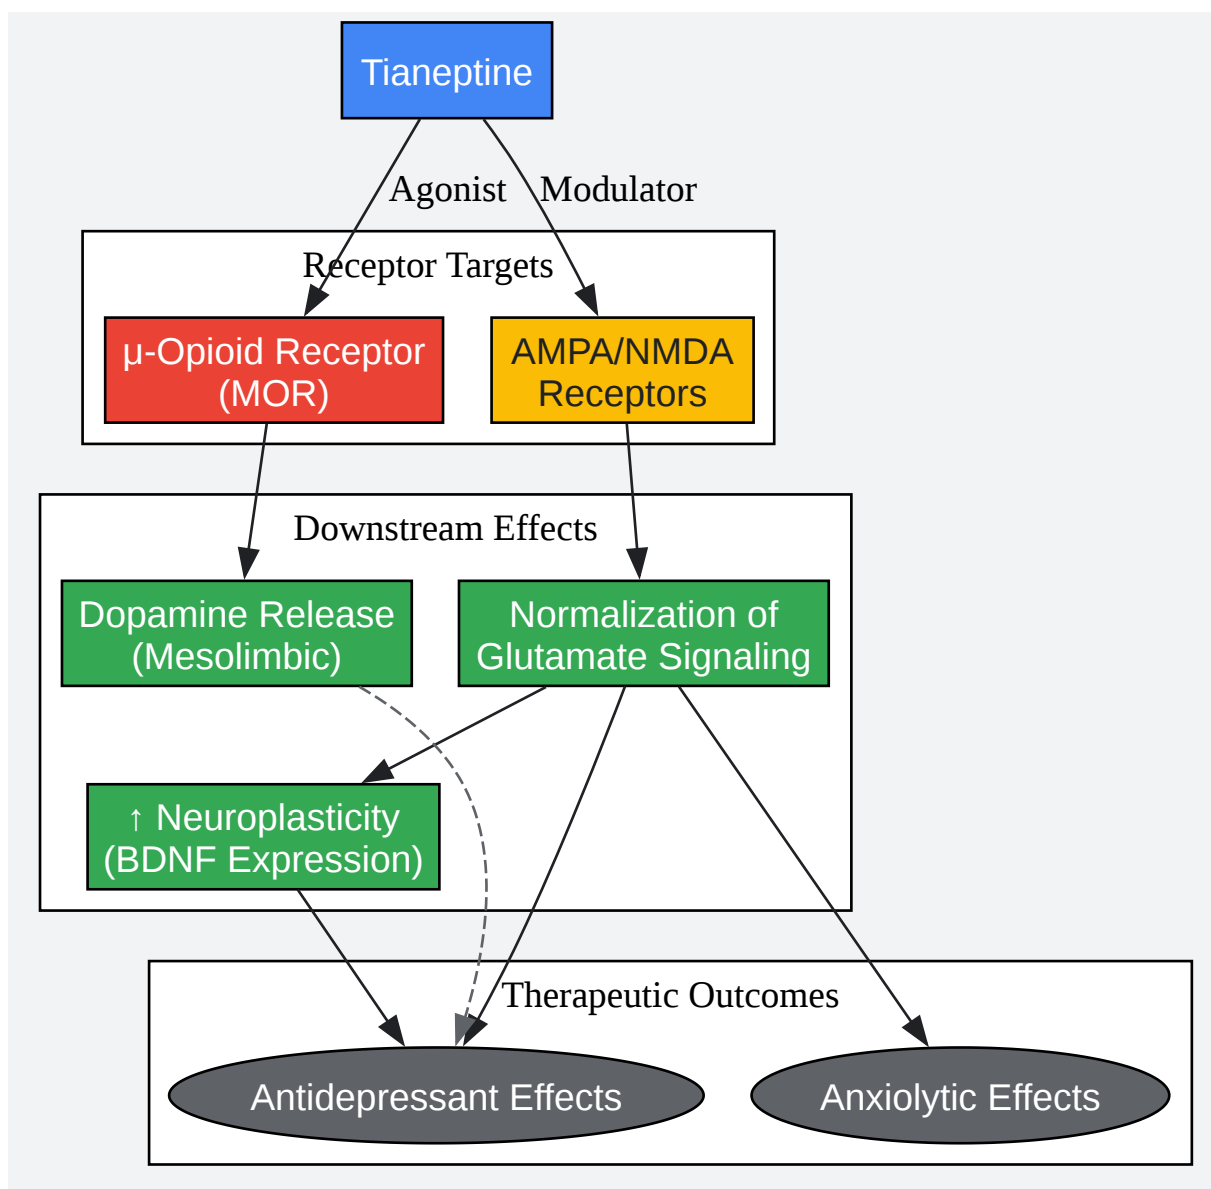 Tianeptine
Agonist
Modulator
Receptor Targets
μ-Opioid Receptor
(MOR)
AMPA/NMDA
Receptors
Downstream Effects
Dopamine Release
(Mesolimbic)
Normalization of
Glutamate Signaling
↑ Neuroplasticity
(BDNF Expression)
Therapeutic Outcomes
Antidepressant Effects
Anxiolytic Effects